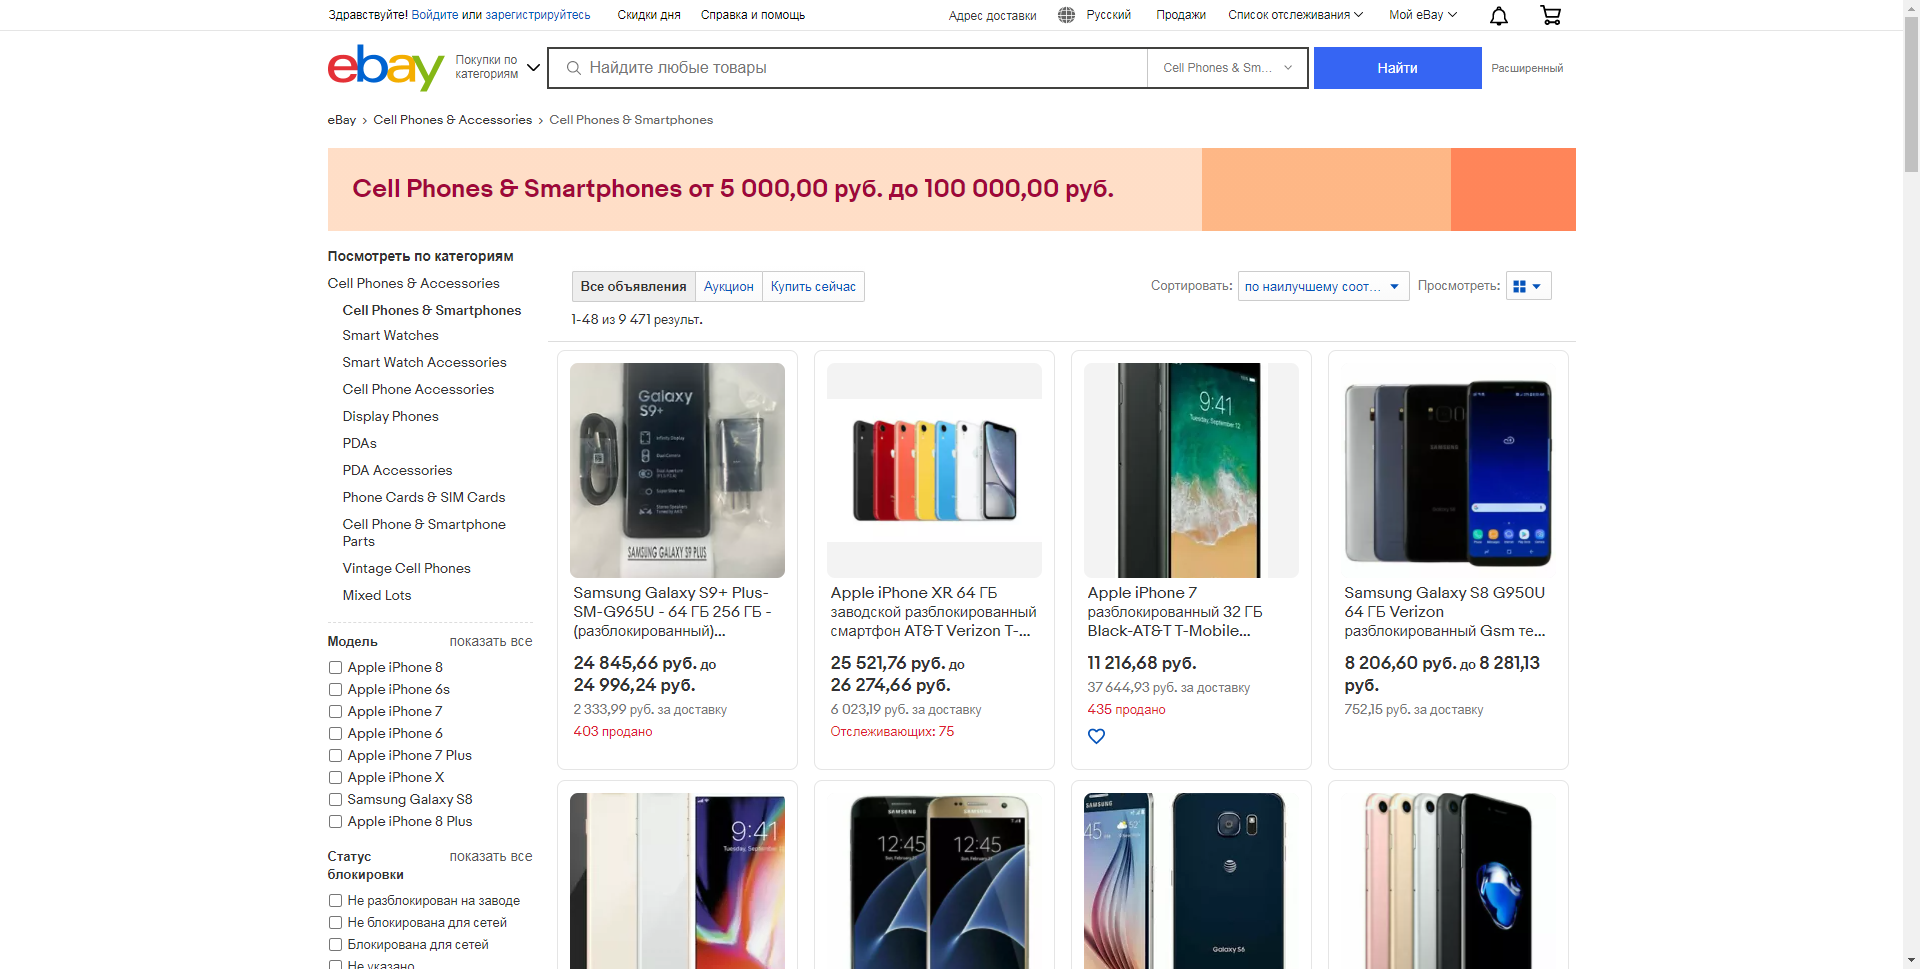 Здравствуйте! Войдите или зарегистрируйтесь Скидки дня Справка и помощь Адрес доставки Русский Продажи Список отслеживания Мой eBay
ebay Покупки по категориям Найдите любые товары Cell Phones & Sm... Найти Расширенный
eBay > Cell Phones & Accessories > Cell Phones & Smartphones
Cell Phones & Smartphones от 5 000,00 руб. до 100 000,00 руб.
Посмотреть по категориям
Cell Phones & Accessories
Cell Phones & Smartphones
Smart Watches
Smart Watch Accessories
Cell Phone Accessories
Display Phones
PDAs
PDA Accessories
Phone Cards & SIM Cards
Cell Phone & Smartphone
Parts
Vintage Cell Phones
Mixed Lots
Модель показать все
Apple iPhone 8
Apple iPhone 6s
Apple iPhone 7
Apple iPhone 6
Apple iPhone 7 Plus
Apple iPhone X
Samsung Galaxy S8
Apple iPhone 8 Plus
Статус показать все
блокировки
Не разблокирован на заводе
Не блокирована для сетей
Блокирована для сетей
Не указано
Все объявления Аукцион Купить сейчас Сортировать: по наилучшему соот... Просмотреть:
1-48 из 9 471 результ.
Galaxy
S9+
Infinity Display
SAMSUNG GALAXY S9 PLUS
Samsung Galaxy S9+ Plus-
SM-G965U - 64 ГБ 256 ГБ -
(разблокированный)...
24 845,66 руб. до
24 996,24 руб.
2 333,99 руб. за доставку
403 продано
Apple iPhone XR 64 ГБ
заводской разблокированный
смартфон AT&T Verizon T-...
25 521,76 руб. до
26 274,66 руб.
6 023,19 руб. за доставку
Отслеживающих: 75
9:41
Tuesday, September 12
Apple iPhone 7
разблокированный 32 ГБ
Black-AT&T T-Mobile...
11 216,68 руб.
37 644,93 руб. за доставку
435 продано
SAMSUNG
Samsung Galaxy S8 G950U
64 ГБ Verizon
разблокированный Gsm те...
8 206,60 руб. до 8 281,13
руб.
752,15 руб. за доставку
9:41
SAMSUNG
12:45
SAMSUNG
12:45
SAMSUNG
45
AT&T
Galaxy S6